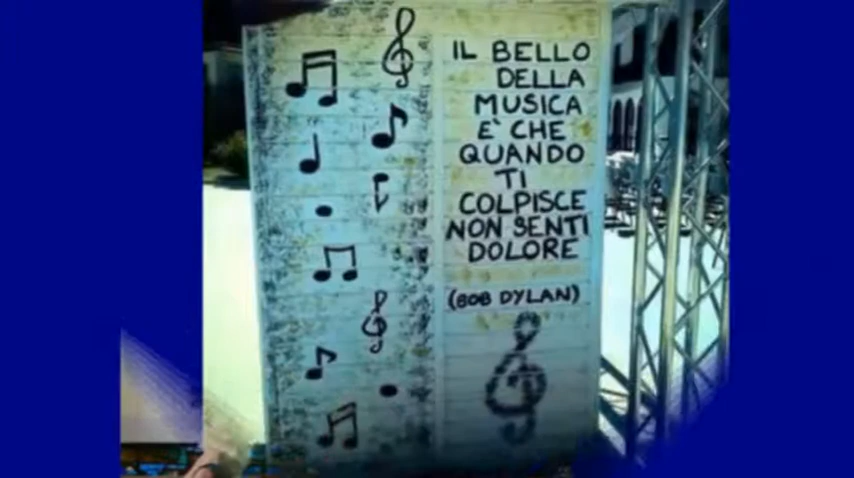 IL BELLO
DELLA
MUSICA
E' CHE
QUANDO
TI
COLPISCE
NON SENTI
DOLORE
(BOB DYLAN)